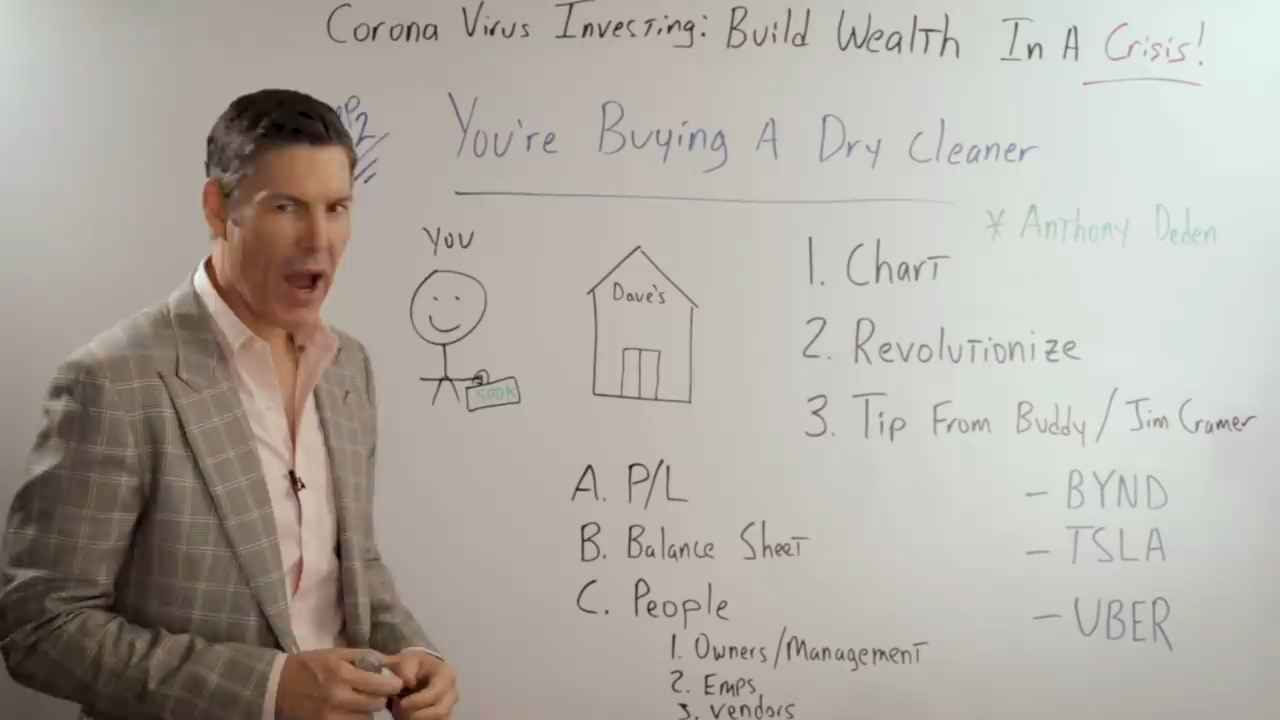 Corona Virus Investing: Build Wealth In A Crisis!
You're Buying A Dry Cleaner
* Anthony Deden
YOU
500K
Dave's
1. Chart
2. Revolutionize
3. Tip From Buddy/Jim Cramer
- BYND
- TSLA
- UBER
A. P/L
B. Balance Sheet
C. People
1. Owners/Management
2. Emps
3. Vendors